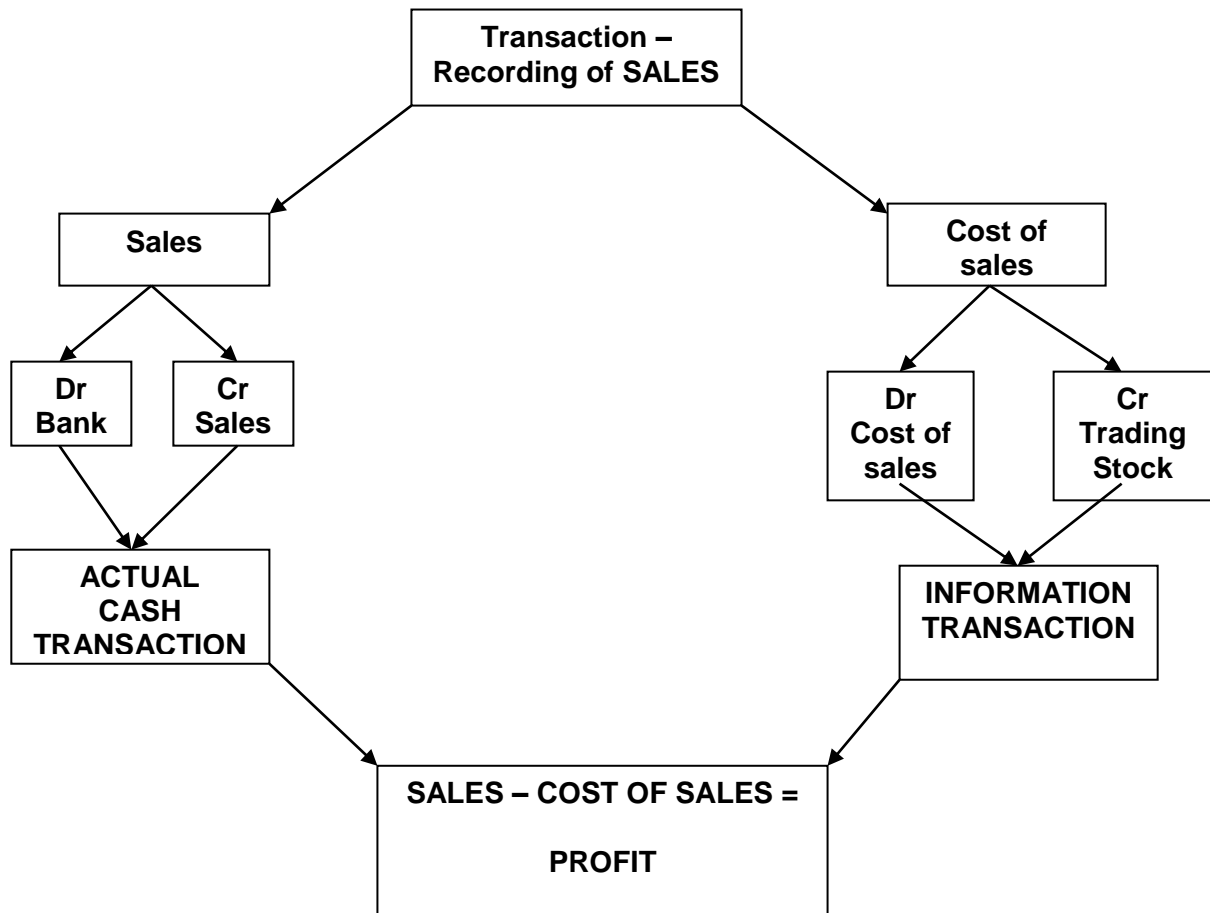 Transaction –
Recording of SALES
Sales
Cost of
sales
Dr
Bank
Cr
Sales
Dr
Cost of
sales
Cr
Trading
Stock
ACTUAL
CASH
TRANSACTION
INFORMATION
TRANSACTION
SALES – COST OF SALES =
PROFIT